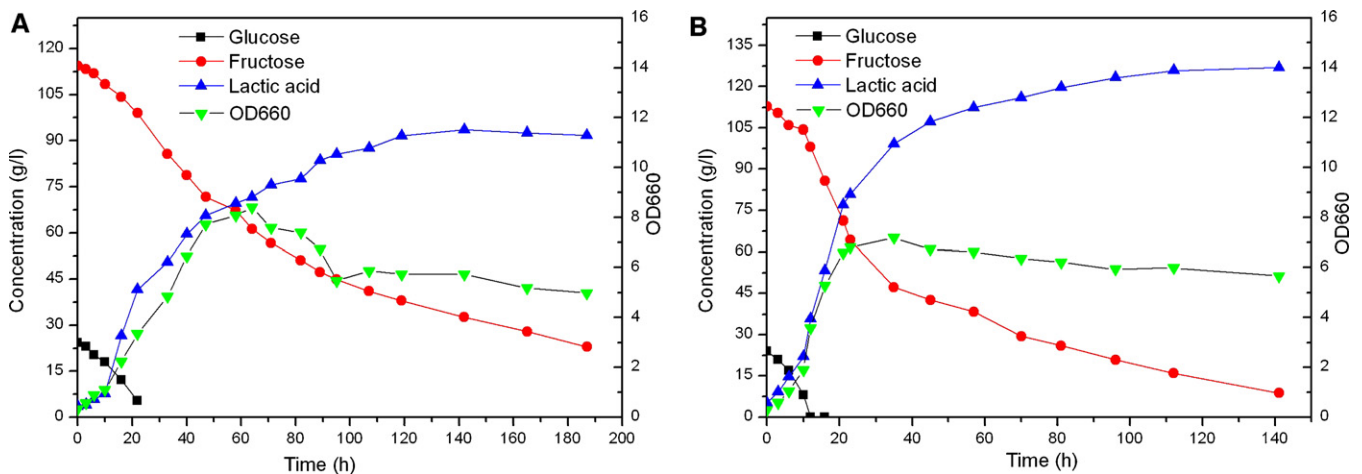 A
Glucose
Fructose
Lactic acid
OD660
Concentration (g/l)
0
15
30
45
60
75
90
105
120
0
2
4
6
8
10
12
14
16
OD660
0 20 40 60 80 100 120 140 160 180 200
Time (h)
B
Glucose
Fructose
Lactic acid
OD660
Concentration (g/l)
0
15
30
45
60
75
90
105
120
135
0
2
4
6
8
10
12
14
16
OD660
0 20 40 60 80 100 120 140
Time (h)